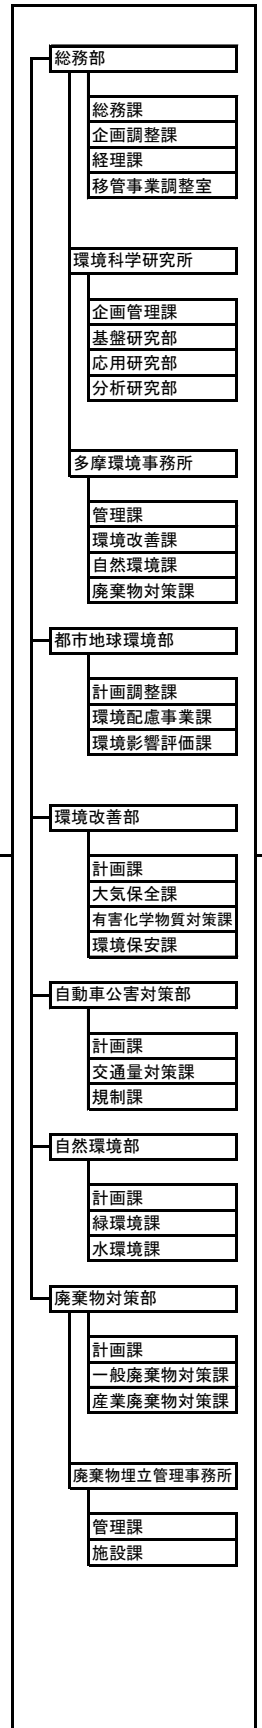 総務部
総務課
企画調整課
経理課
移管事業調整室
環境科学研究所
企画管理課
基盤研究部
応用研究部
分析研究部
多摩環境事務所
管理課
環境改善課
自然環境課
廃棄物対策課
都市地球環境部
計画調整課
環境配慮事業課
環境影響評価課
環境改善部
計画課
大気保全課
有害化学物質対策課
環境保安課
自動車公害対策部
計画課
交通量対策課
規制課
自然環境部
計画課
緑環境課
水環境課
廃棄物対策部
計画課
一般廃棄物対策課
産業廃棄物対策課
廃棄物埋立管理事務所
管理課
施設課